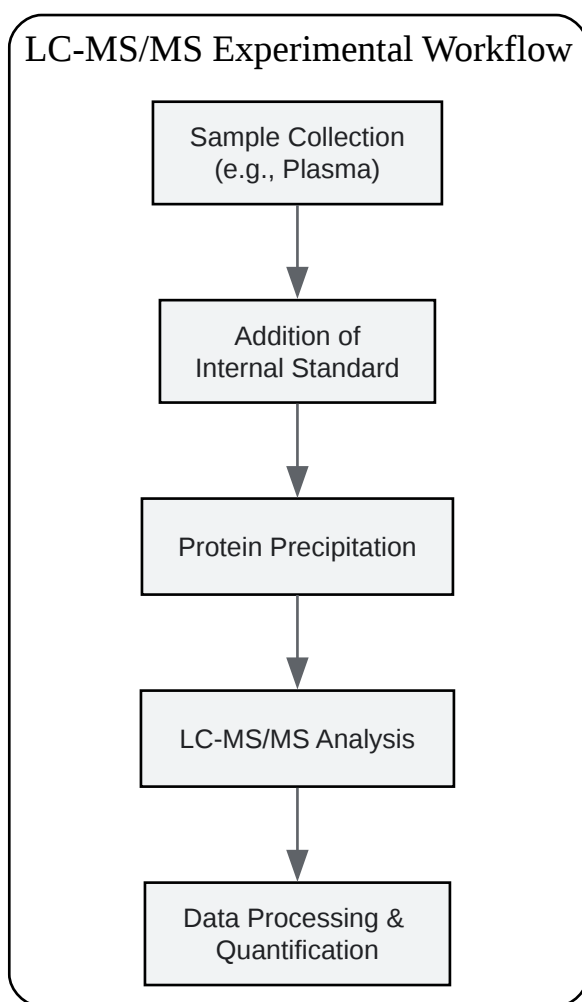 LC-MS/MS Experimental Workflow
Sample Collection
(e.g., Plasma)
Addition of
Internal Standard
Protein Precipitation
LC-MS/MS Analysis
Data Processing &
Quantification